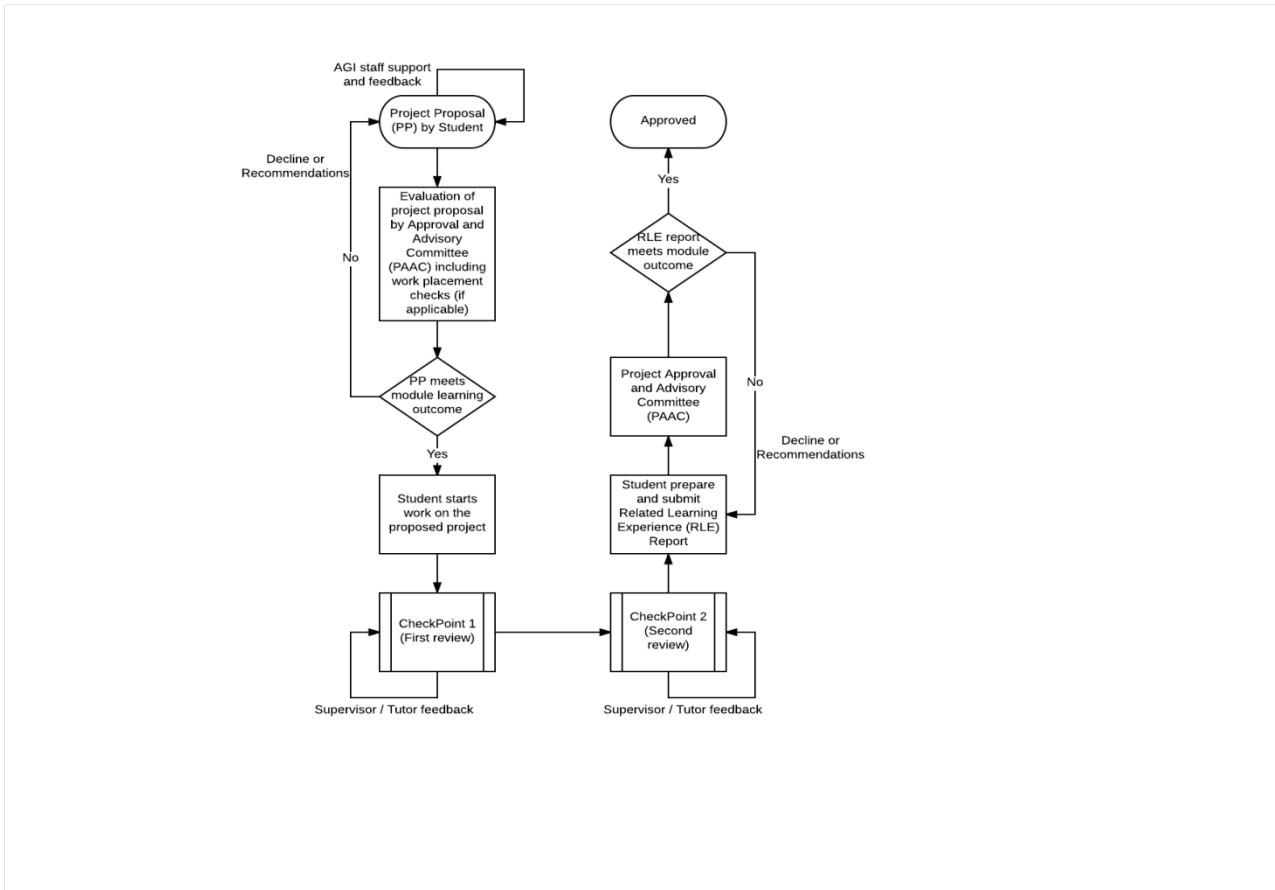 AGI staff support
and feedback
Project Proposal
(PP) by Student
Decline or
Recommendations
Evaluation of
project proposal
by Approval and
Advisory
Committee
(PAAC) including
work placement
checks (if
applicable)
No
PP meets
module learning
outcome
Yes
Student starts
work on the
proposed project
CheckPoint 1
(First review)
Supervisor / Tutor feedback
CheckPoint 2
(Second
review)
Supervisor / Tutor feedback
Student prepare
and submit
Related Learning
Experience (RLE)
Report
Project Approval
and Advisory
Committee
(PAAC)
RLE report
meets module
outcome
No
Decline or
Recommendations
Yes
Approved